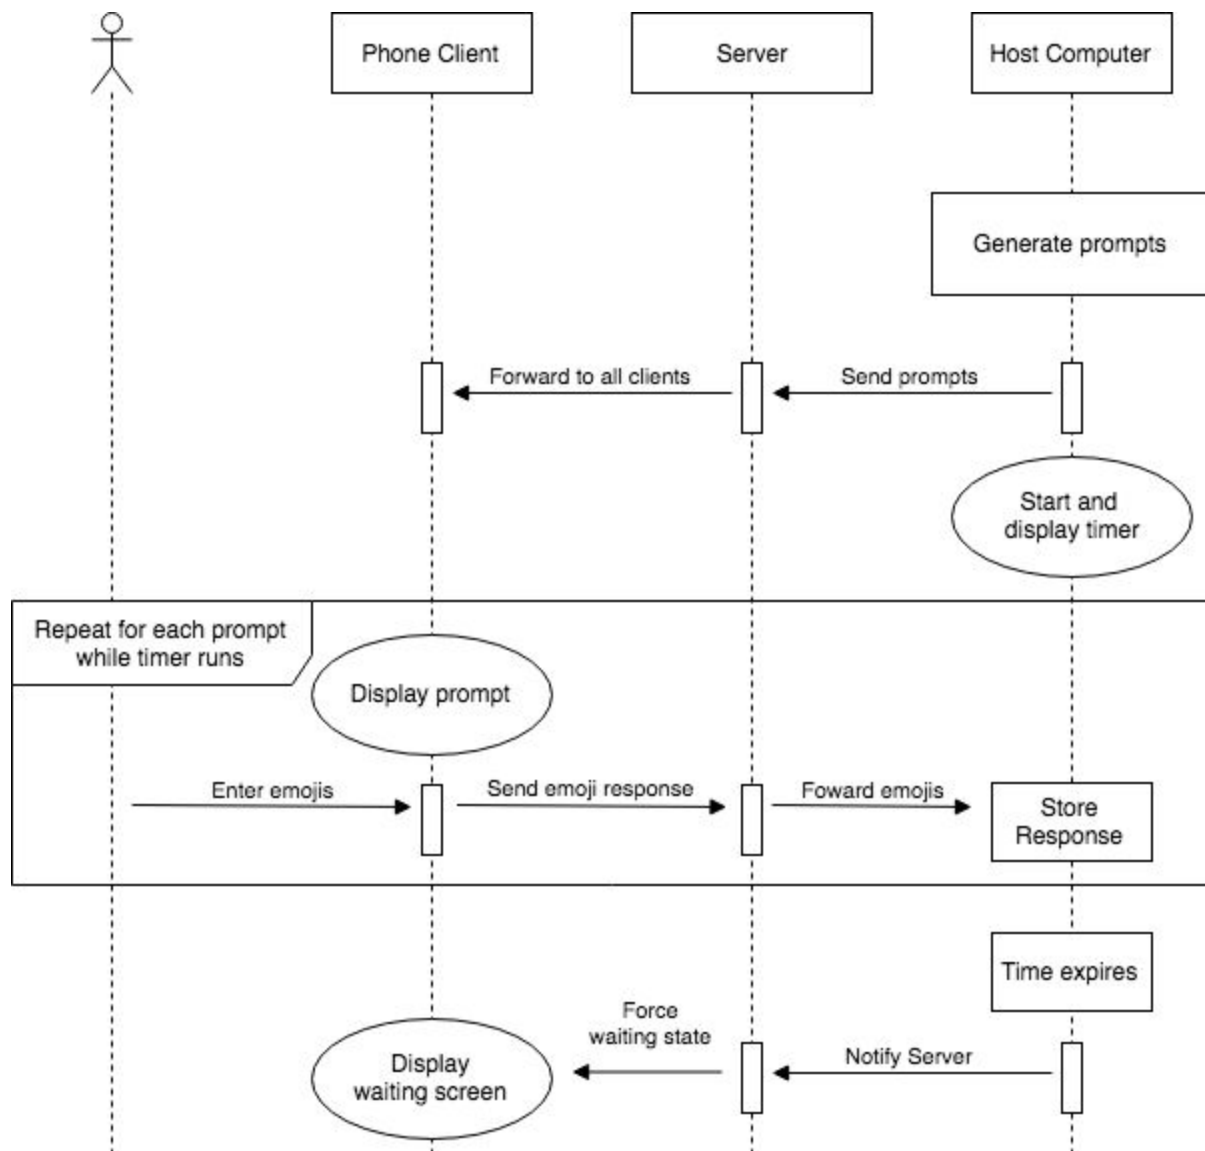 Phone Client
Server
Host Computer
Generate prompts
Forward to all clients
Send prompts
Start and
display timer
Repeat for each prompt
while timer runs
Display prompt
Enter emojis
Send emoji response
Foward emojis
Store
Response
Time expires
Force
waiting state
Notify Server
Display
waiting screen